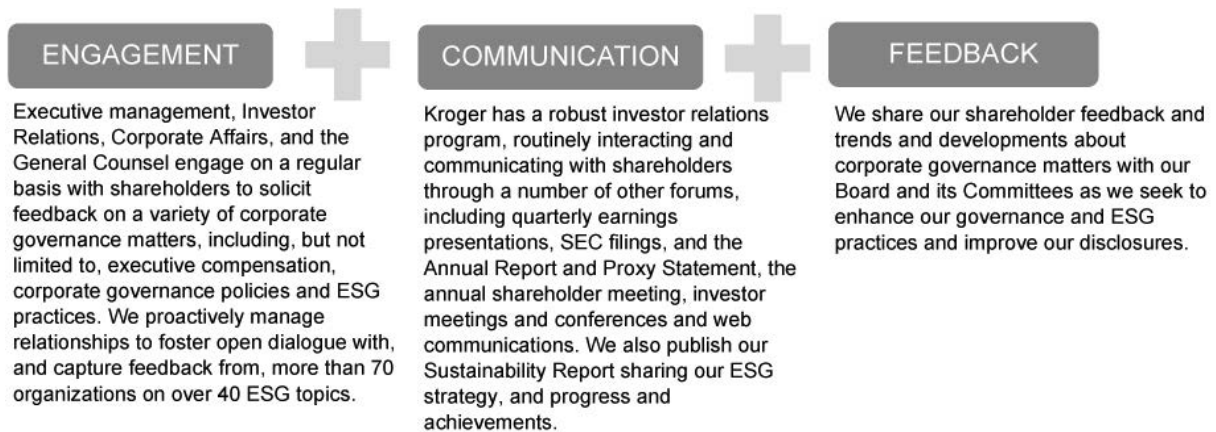 ENGAGEMENT
Executive management, Investor
Relations, Corporate Affairs, and the
General Counsel engage on a regular
basis with shareholders to solicit
feedback on a variety of corporate
governance matters, including, but not
limited to, executive compensation,
corporate governance policies and ESG
practices. We proactively manage
relationships to foster open dialogue with,
and capture feedback from, more than 70
organizations on over 40 ESG topics.
COMMUNICATION
Kroger has a robust investor relations
program, routinely interacting and
communicating with shareholders
through a number of other forums,
including quarterly earnings
presentations, SEC filings, and the
Annual Report and Proxy Statement, the
annual shareholder meeting, investor
meetings and conferences and web
communications. We also publish our
Sustainability Report sharing our ESG
strategy, and progress and
achievements.
FEEDBACK
We share our shareholder feedback and
trends and developments about
corporate governance matters with our
Board and its Committees as we seek to
enhance our governance and ESG
practices and improve our disclosures.